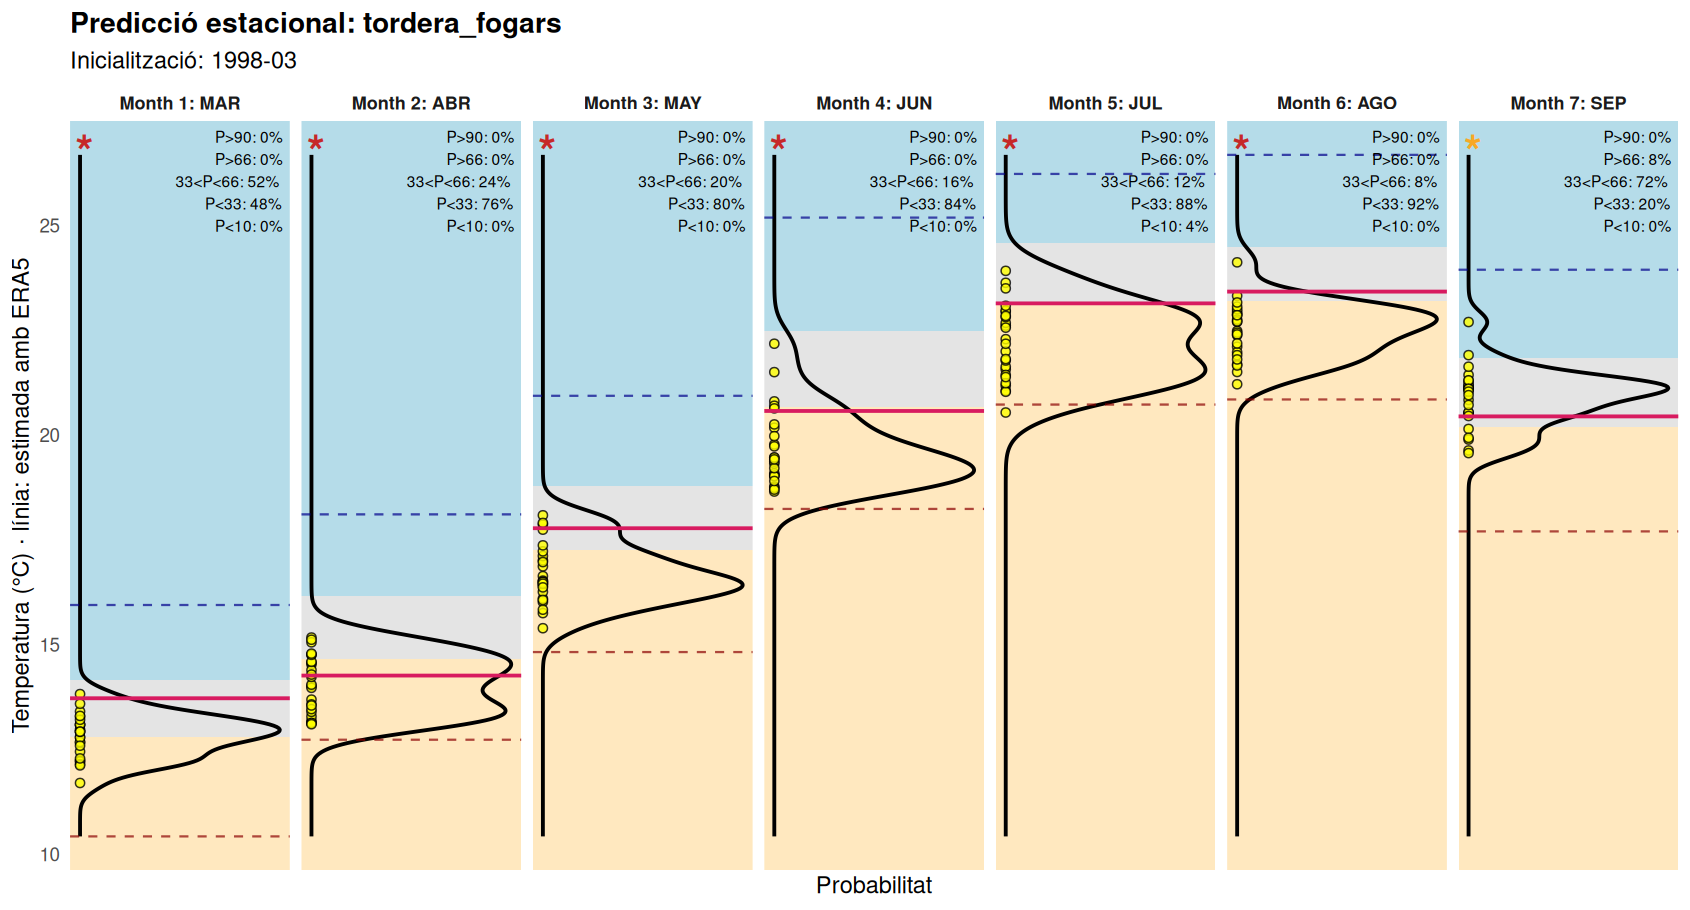 Predicció estacional: tordera_fogars
Inicialització: 1998-03
Month 1: MAR
Month 2: ABR
Month 3: MAY
Month 4: JUN
Month 5: JUL
Month 6: AGO
Month 7: SEP
*
P>90: 0%
P>66: 0%
33<P<66: 52%
P<33: 48%
P<10: 0%
*
P>90: 0%
P>66: 0%
33<P<66: 24%
P<33: 76%
P<10: 0%
*
P>90: 0%
P>66: 0%
33<P<66: 20%
P<33: 80%
P<10: 0%
*
P>90: 0%
P>66: 0%
33<P<66: 16%
P<33: 84%
P<10: 0%
*
P>90: 0%
P>66: 0%
33<P<66: 12%
P<33: 88%
P<10: 4%
*
P>90: 0%
P>66: 0%
33<P<66: 8%
P<33: 92%
P<10: 0%
*
P>90: 0%
P>66: 8%
33<P<66: 72%
P<33: 20%
P<10: 0%
25
20
15
10
Temperatura (°C) · línia: estimada amb ERA5
Probabilitat